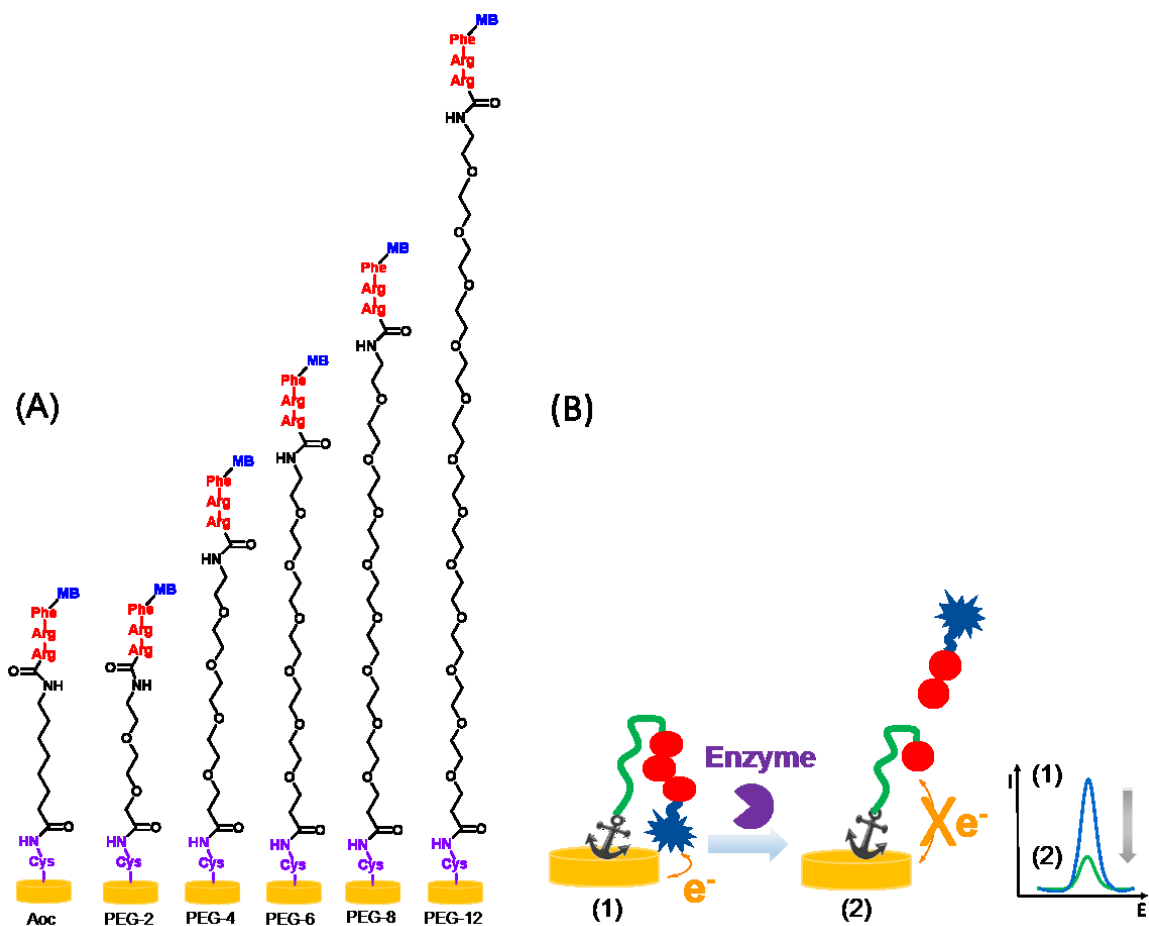 (A)
MB
Phe
Arg
Arg
O
NH
O
HN
Cys
Aoc
MB
Phe
Arg
Arg
O
NH
O
O
O
HN
Cys
PEG-2
MB
Phe
Arg
Arg
O
HN
O
O
O
O
O
HN
Cys
PEG-4
MB
Phe
Arg
Arg
O
HN
O
O
O
O
O
O
O
HN
Cys
PEG-6
MB
Phe
Arg
Arg
O
HN
O
O
O
O
O
O
O
O
O
HN
Cys
PEG-8
MB
Phe
Arg
Arg
O
HN
O
O
O
O
O
O
O
O
O
O
O
O
O
HN
Cys
PEG-12
(B)
Enzyme
e-
(1)
X e-
(2)
I
(1)
(2)
E